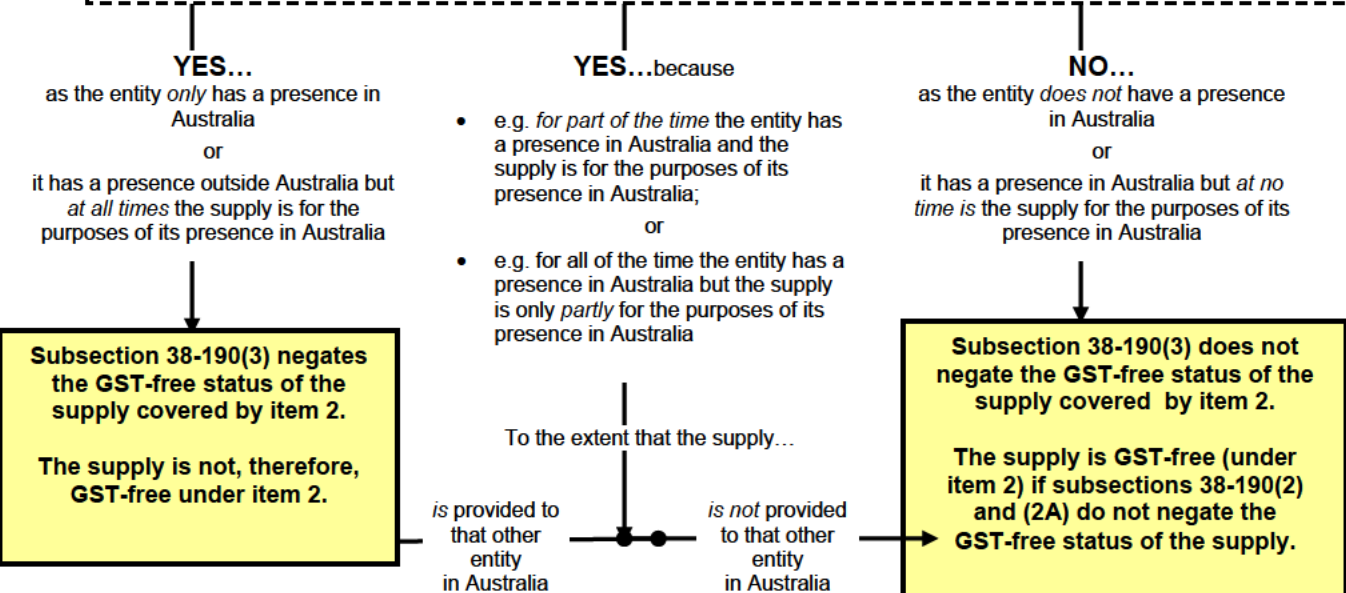 YES…
as the entity only has a presence in
Australia
or
it has a presence outside Australia but
at all times the supply is for the
purposes of its presence in Australia
Subsection 38-190(3) negates
the GST-free status of the
supply covered by item 2.
The supply is not, therefore,
GST-free under item 2.
YES…because
• e.g. for part of the time the entity has
a presence in Australia and the
supply is for the purposes of its
presence in Australia;
or
• e.g. for all of the time the entity has a
presence in Australia but the supply
is only partly for the purposes of its
presence in Australia
To the extent that the supply…
is provided to
that other
entity
in Australia
is not provided
to that other
entity
in Australia
NO…
as the entity does not have a presence
in Australia
or
it has a presence in Australia but at no
time is the supply for the purposes of its
presence in Australia
Subsection 38-190(3) does not
negate the GST-free status of the
supply covered by item 2.
The supply is GST-free (under
item 2) if subsections 38-190(2)
and (2A) do not negate the
GST-free status of the supply.